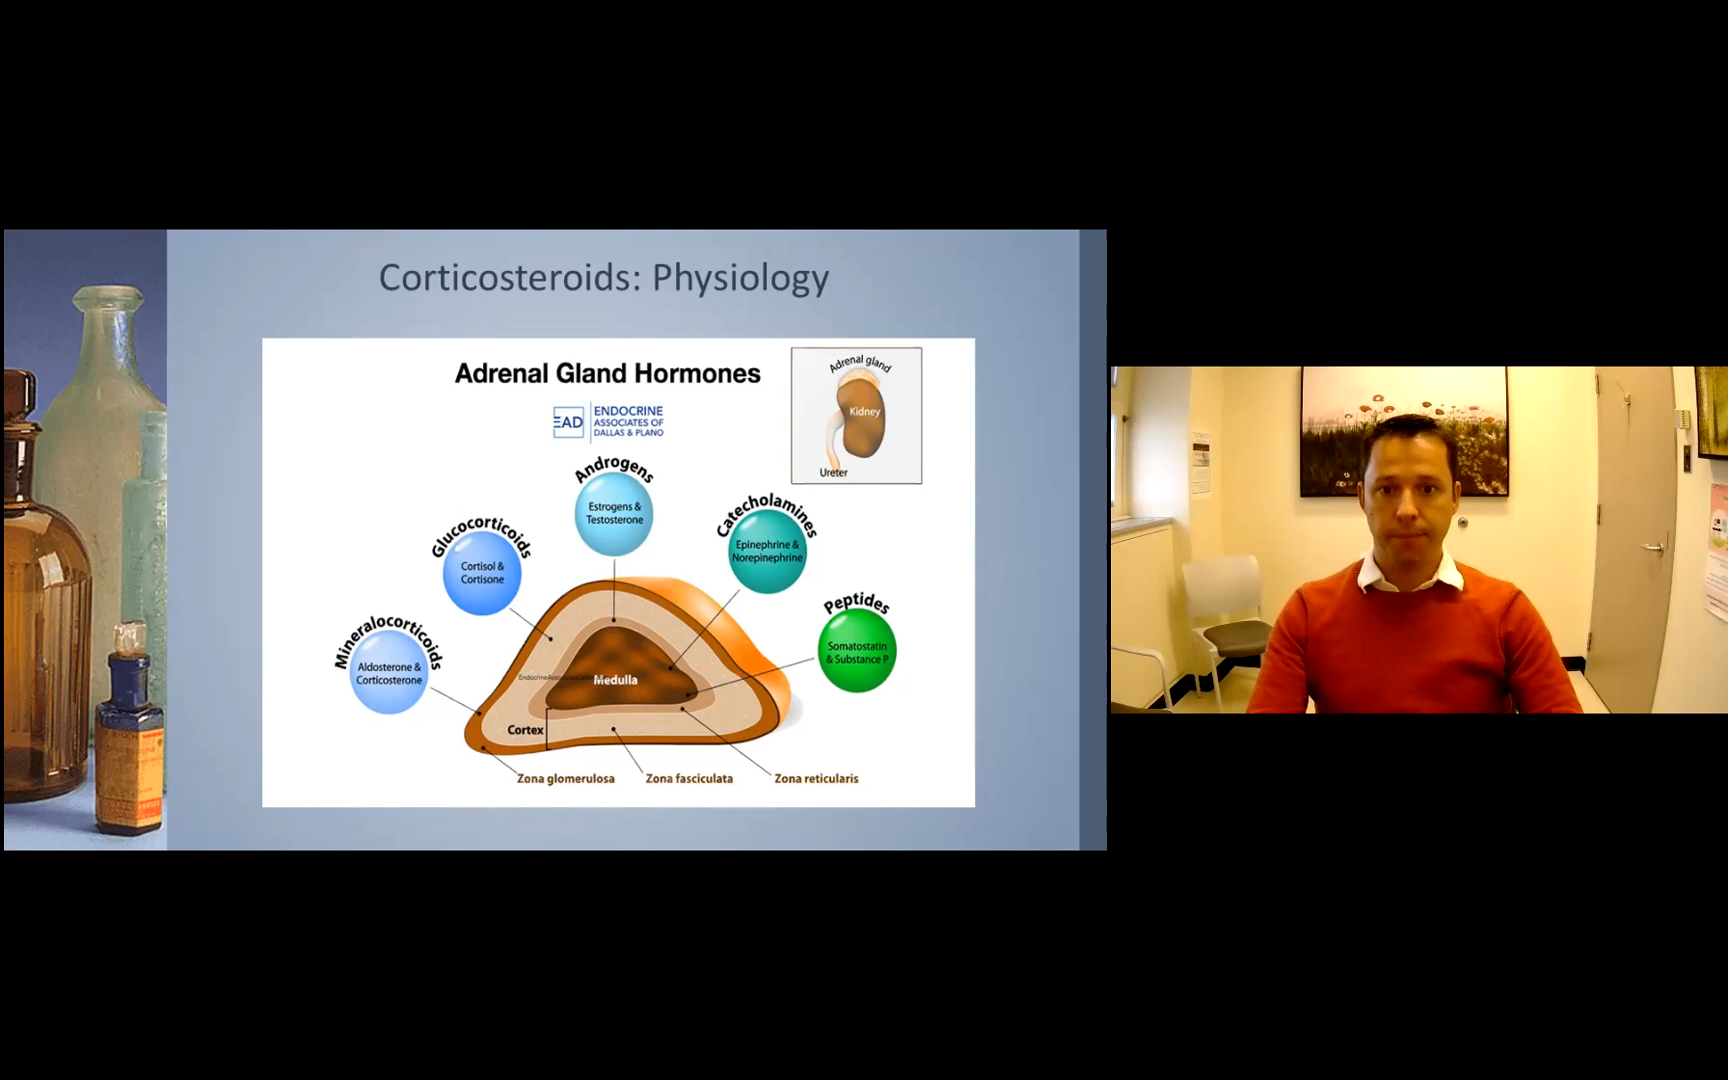 Corticosteroids: Physiology
Adrenal Gland Hormones
EAD
ENDOCRINE
ASSOCIATES OF
DALLAS & PLANO
Adrenal gland
Kidney
Ureter
Androgens
Estrogens &
Testosterone
Glucocorticoids
Cortisol &
Cortisone
Catecholamines
Epinephrine &
Norepinephrine
Mineralocorticoids
Aldosterone &
Corticosterone
Peptides
Somatostatin
& Substance P
Medulla
Cortex
Zona glomerulosa
Zona fasciculata
Zona reticularis